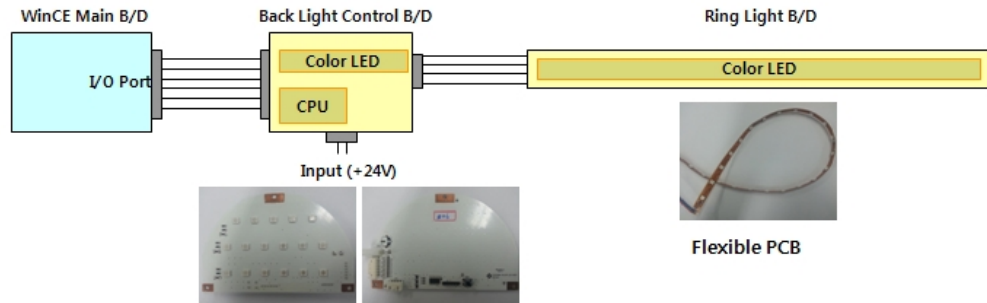 WinCE Main B/D
Back Light Control B/D
Ring Light B/D
I/O Port
Color LED
CPU
Color LED
Input (+24V)
Flexible PCB